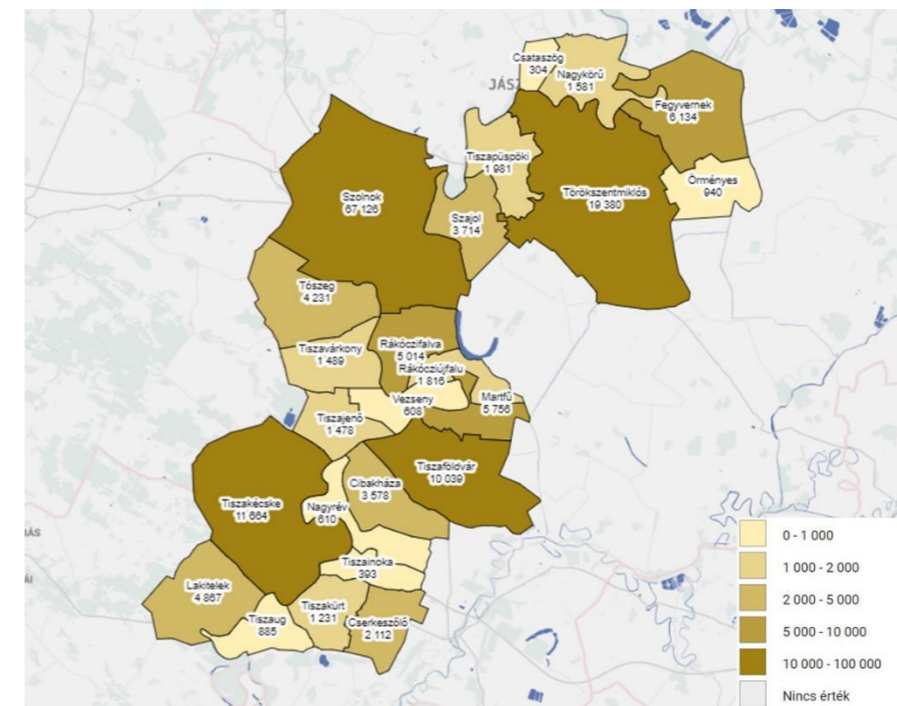 Csataszög
304
Nagykörű
1 581
JÁSZ
Fegyvernek
6 134
Tiszapüspöki
1 981
Örményes
940
Szolnok
67 126
Törökszentmiklós
19 380
Szajol
3 714
Tószeg
4 231
Tiszavárkony
1 489
Rákóczifalva
5 014
Rákócziújfalu
1 816
Vezseny
608
Martfű
5 756
Tiszajenő
1 478
Tiszaföldvár
10 039
Cibakháza
3 578
Tiszakécske
11 664
Nagyrév
610
Tiszainoka
393
Lakitelek
4 867
Tiszakürt
1 231
Tiszaug
885
Cserkeszőlő
2 112
0 - 1 000
1 000 - 2 000
2 000 - 5 000
5 000 - 10 000
10 000 - 100 000
Nincs érték